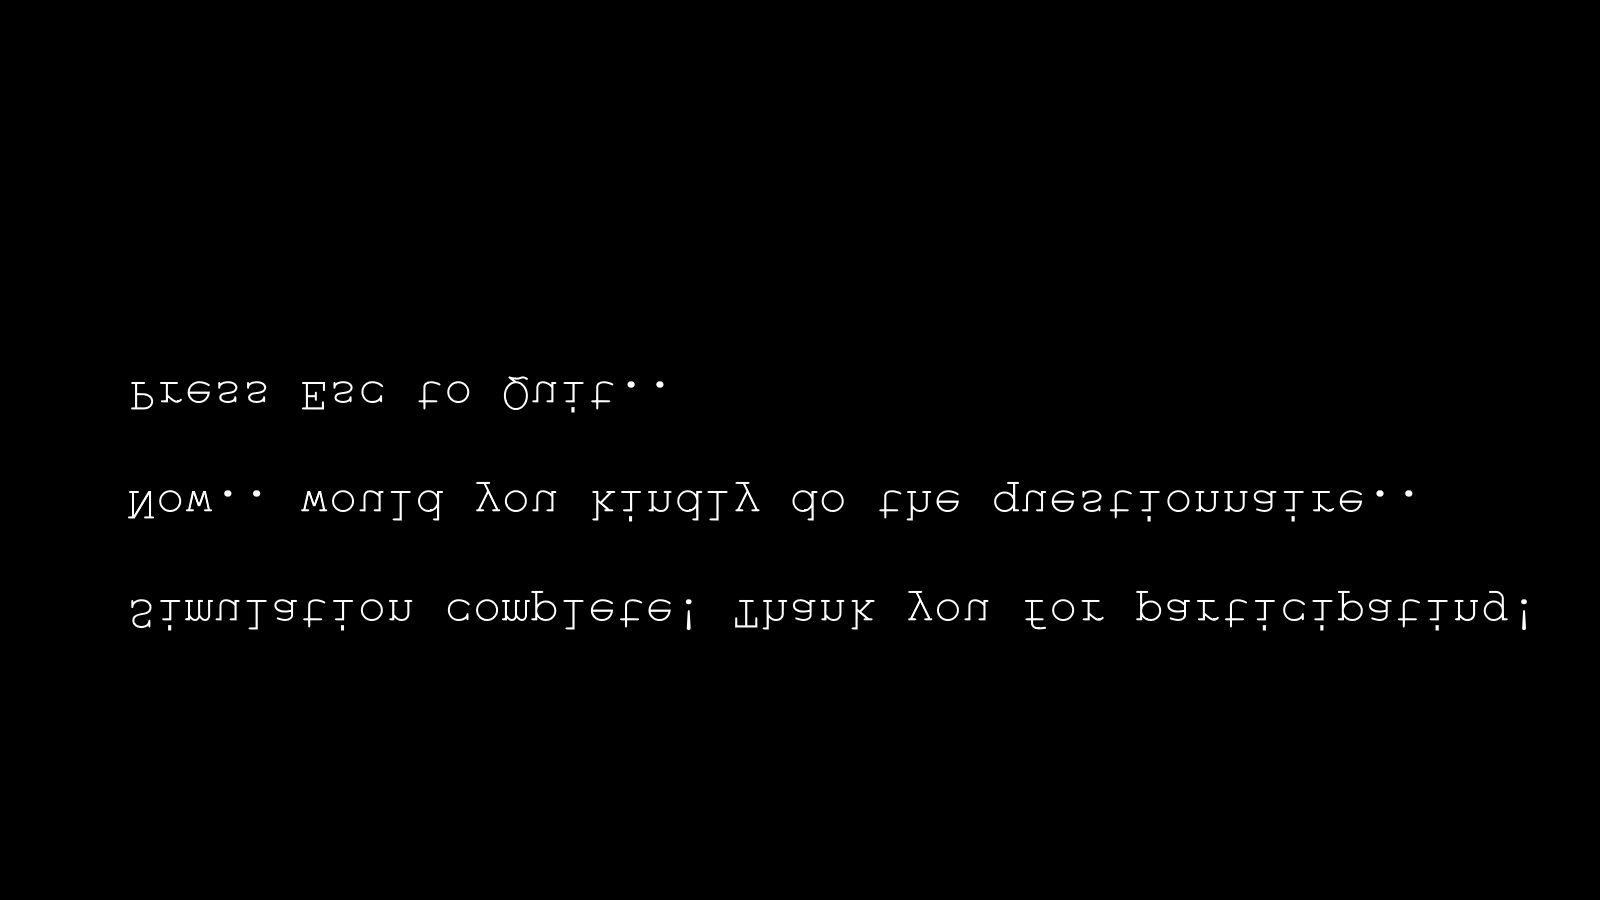 Simulation complete! Thank you for participating!
Now.. would you kindly do the questionnaire..
Press Esc to Quit..